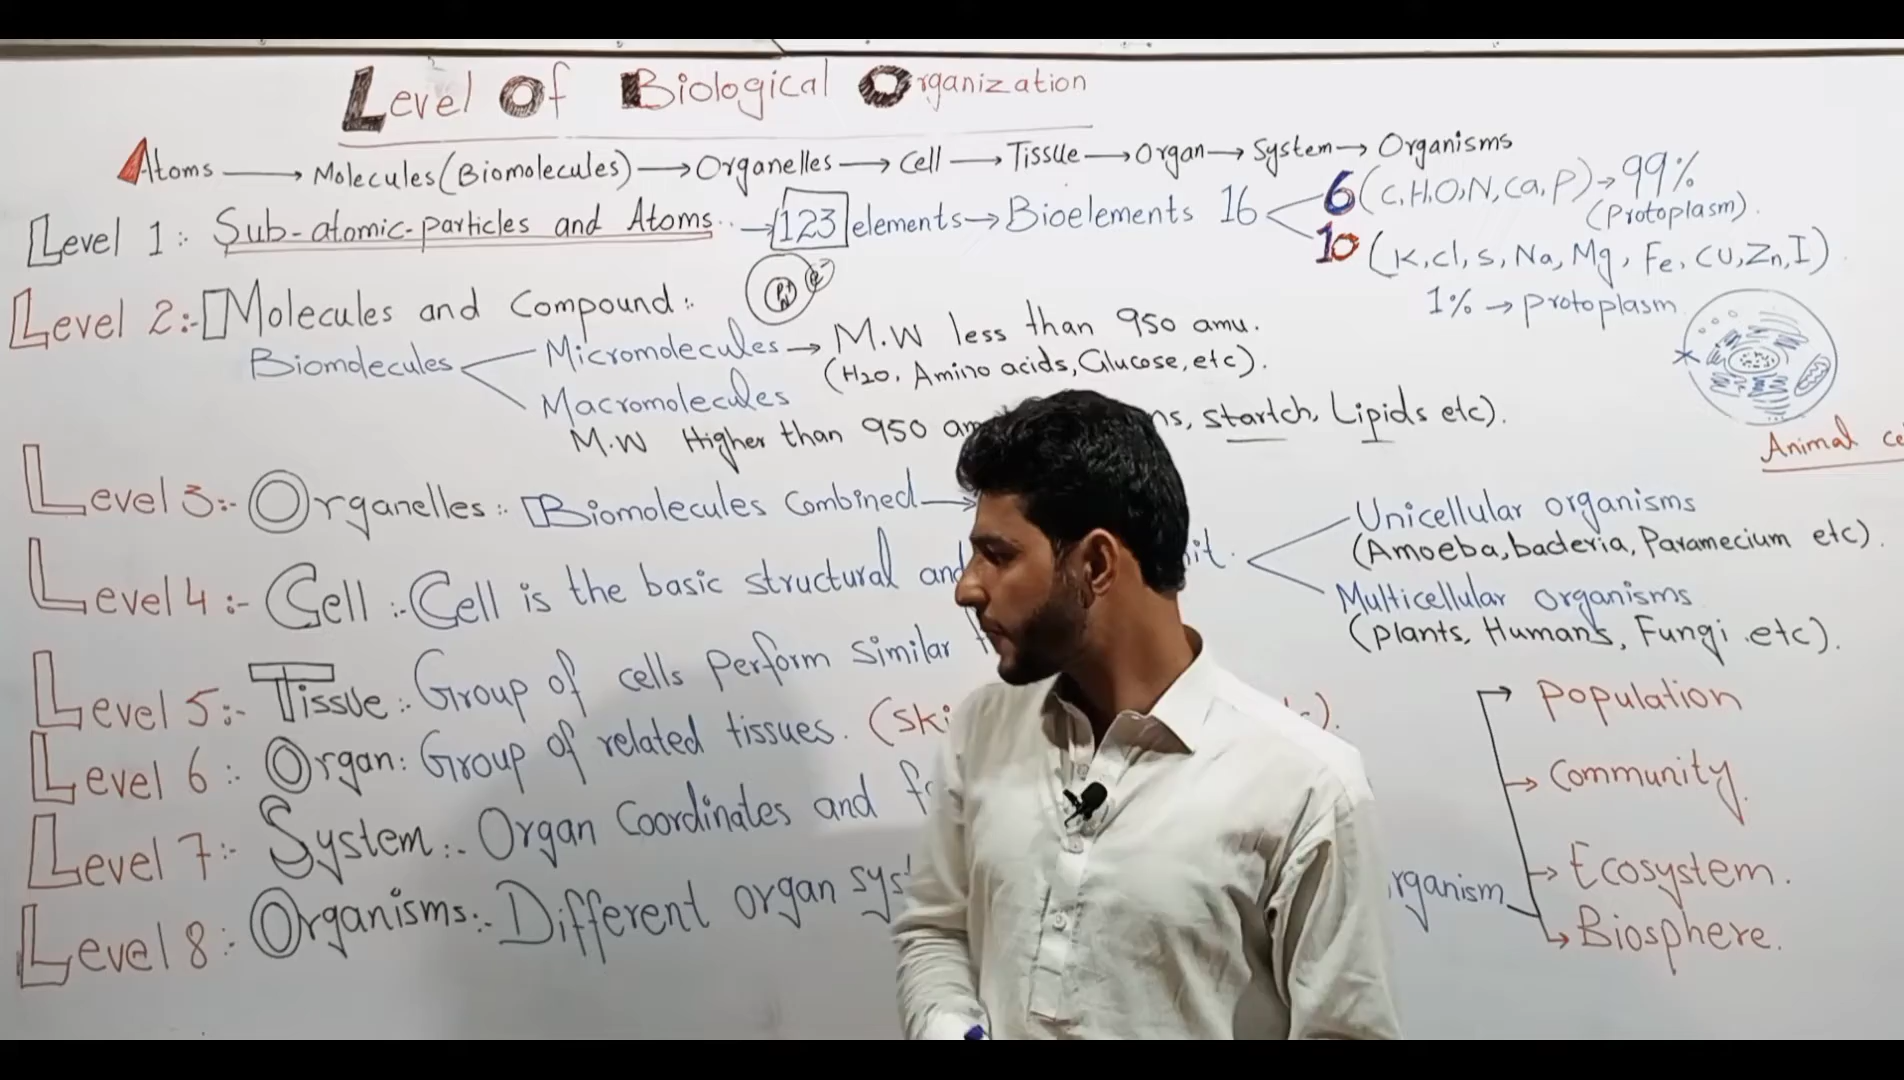 Level Of Biological Organization
Atoms → Molecules (Biomolecules) → Organelles → Cell → Tissue → Organ → System → Organisms
Level 1:- Sub-atomic-particles and Atoms → 123 elements → Bioelements 16
6 (C, H, O, N, Ca, P) → 99%
(Protoplasm).
10 (K, Cl, S, Na, Mg, Fe, CU, Zn, I)
1% → protoplasm
Level 2:- Molecules and Compound:-
Biomolecules
Micromolecules → M.W less than 950 amu.
(H2O, Amino acids, Glucose, etc).
Macromolecules
M.W Higher than 950 startch, Lipids etc).
Animal
Level 3:- Organelles:- Biomolecules Combined →
Level 4:- Cell:- Cell is the basic structural and
Unicellular organisms
(Amoeba, bacteria, Paramecium etc).
Multicellular organisms
(plants, Humans, Fungi etc).
Level 5:- Tissue:- Group of cells perform similar
Level 6:- Organ: Group of related tissues.
Level 7:- System:- Organ Coordinates and
Level 8:- Organisms:- Different organ
Population
Community
Ecosystem.
Biosphere.